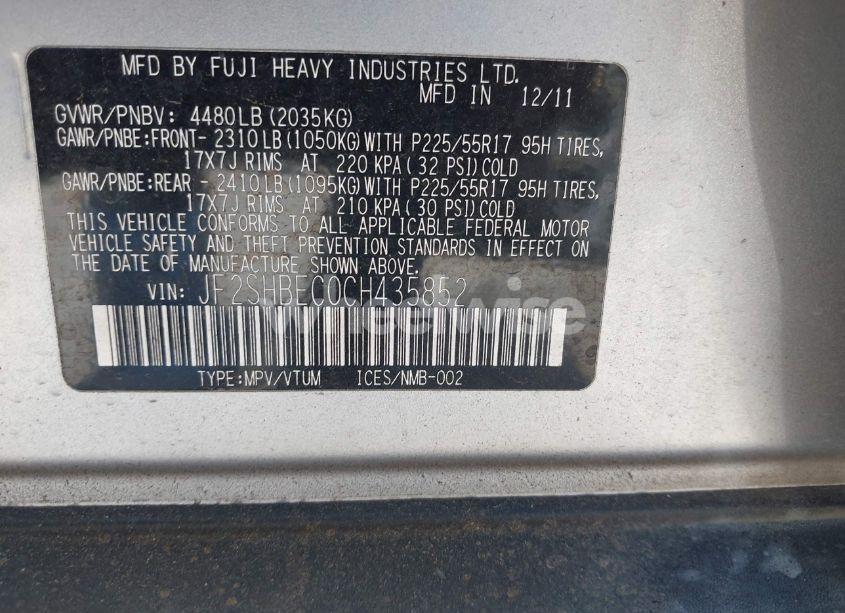 MFD BY FUJI HEAVY INDUSTRIES LTD.
MFD IN 12/11
GVWR/PNBV: 4480LB (2035KG)
GAWR/PNBE:FRONT- 2310LB (1050KG) WITH P225/55R17 95H TIRES,
17X7J RIMS AT 220 KPA ( 32 PSI) COLD
GAWR/PNBE:REAR - 2410LB (1095KG) WITH P225/55R17 95H TIRES,
17X7J RIMS AT 210 KPA ( 30 PSI) COLD
THIS VEHICLE CONFORMS TO ALL APPLICABLE FEDERAL MOTOR
VEHICLE SAFETY AND THEFT PREVENTION STANDARDS IN EFFECT ON
THE DATE OF MANUFACTURE SHOWN ABOVE.
VIN: JF2SHBEC0CH435852
TYPE:MPV/VTUM ICES/NMB-002